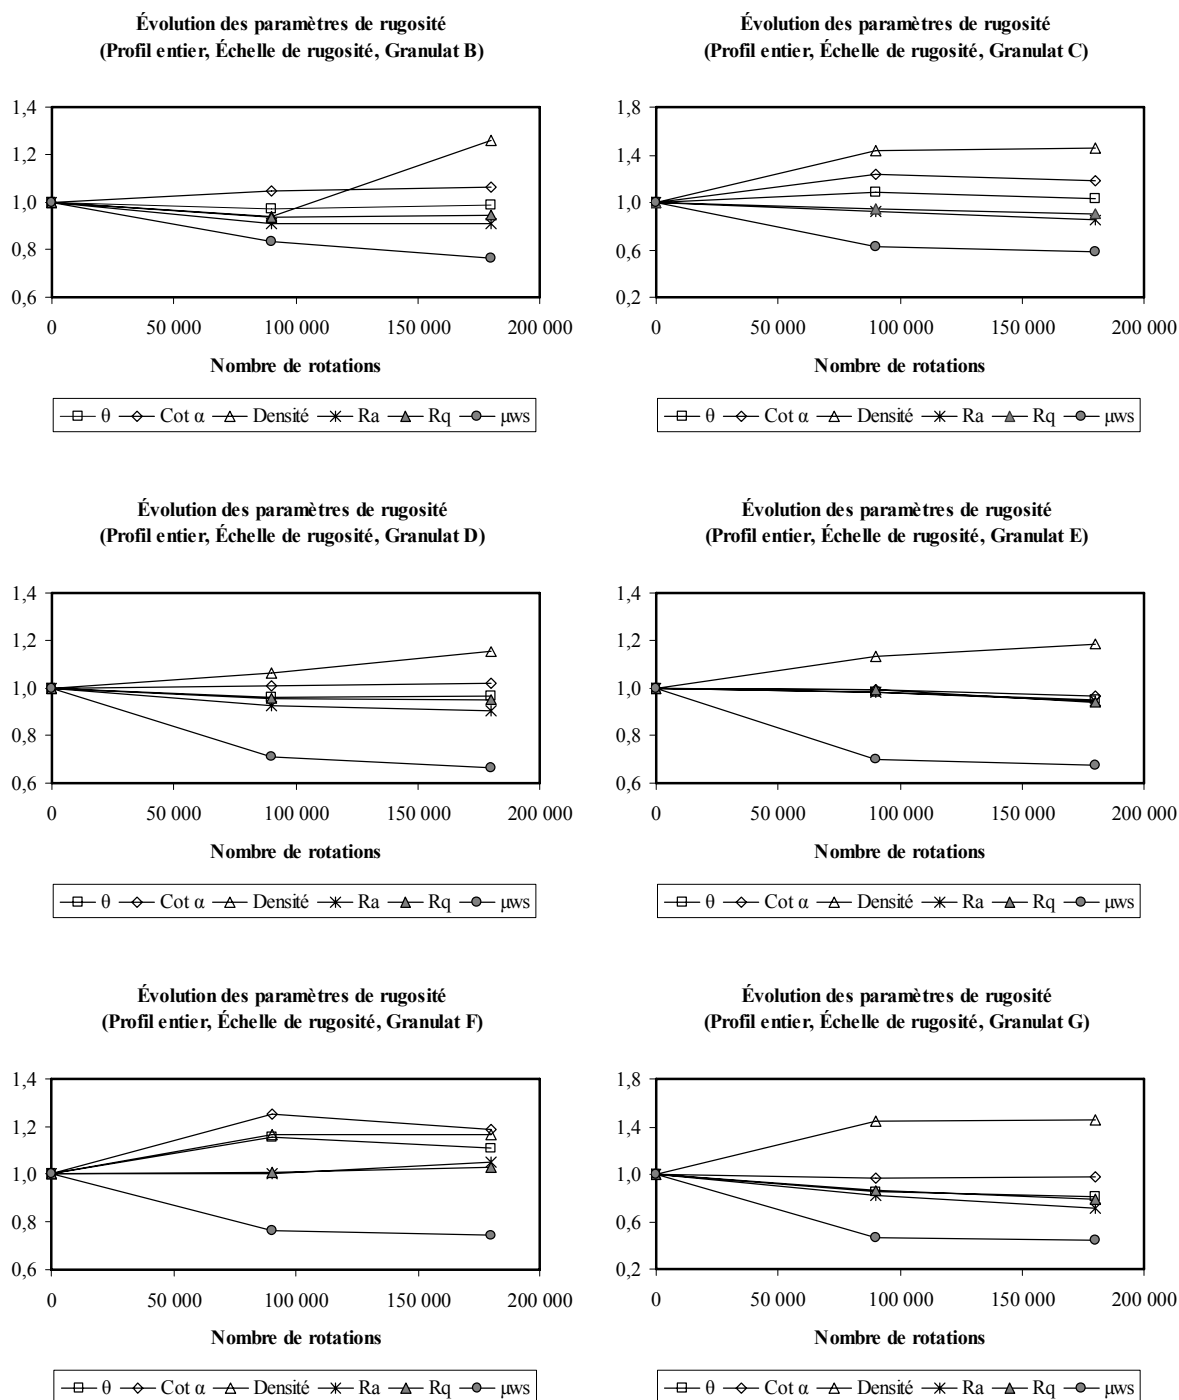 Évolution des paramètres de rugosité
(Profil entier, Échelle de rugosité, Granulat B)
1,4
1,2
1,0
0,8
0,6
0 50 000 100 000 150 000 200 000
Nombre de rotations
θ Cot α Densité Ra Rq μws
Évolution des paramètres de rugosité
(Profil entier, Échelle de rugosité, Granulat C)
1,8
1,4
1,0
0,6
0,2
0 50 000 100 000 150 000 200 000
Nombre de rotations
θ Cot α Densité Ra Rq μws
Évolution des paramètres de rugosité
(Profil entier, Échelle de rugosité, Granulat D)
1,4
1,2
1,0
0,8
0,6
0 50 000 100 000 150 000 200 000
Nombre de rotations
θ Cot α Densité Ra Rq μws
Évolution des paramètres de rugosité
(Profil entier, Échelle de rugosité, Granulat E)
1,4
1,2
1,0
0,8
0,6
0 50 000 100 000 150 000 200 000
Nombre de rotations
θ Cot α Densité Ra Rq μws
Évolution des paramètres de rugosité
(Profil entier, Échelle de rugosité, Granulat F)
1,4
1,2
1,0
0,8
0,6
0 50 000 100 000 150 000 200 000
Nombre de rotations
θ Cot α Densité Ra Rq μws
Évolution des paramètres de rugosité
(Profil entier, Échelle de rugosité, Granulat G)
1,8
1,4
1,0
0,6
0,2
0 50 000 100 000 150 000 200 000
Nombre de rotations
θ Cot α Densité Ra Rq μws